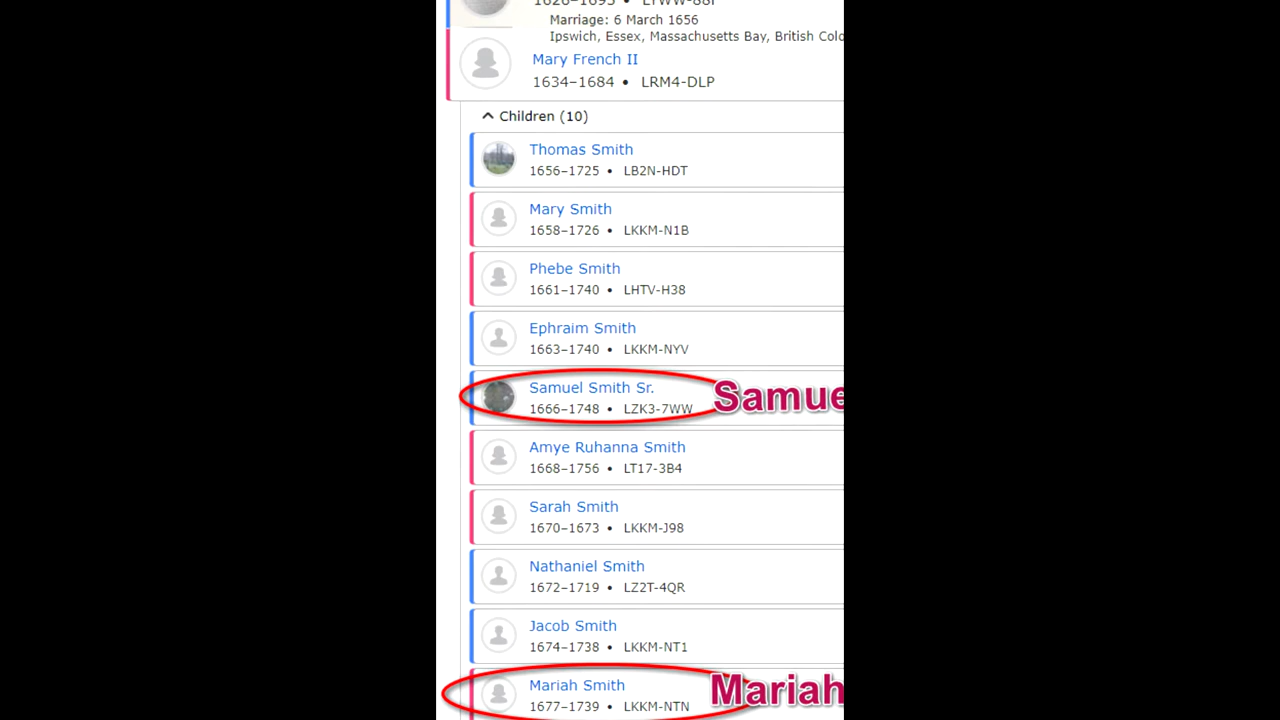 1626–1695 • LYWW-88F
Marriage: 6 March 1656
Ipswich, Essex, Massachusetts Bay, British Colo
Mary French II
1634–1684 • LRM4-DLP
Children (10)
Thomas Smith
1656–1725 • LB2N-HDT
Mary Smith
1658–1726 • LKKM-N1B
Phebe Smith
1661–1740 • LHTV-H38
Ephraim Smith
1663–1740 • LKKM-NYV
Samuel Smith Sr.
1666–1748 • LZK3-7WW
Samue
Amye Ruhanna Smith
1668–1756 • LT17-3B4
Sarah Smith
1670–1673 • LKKM-J98
Nathaniel Smith
1672–1719 • LZ2T-4QR
Jacob Smith
1674–1738 • LKKM-NT1
Mariah Smith
1677–1739 • LKKM-NTN
Mariah